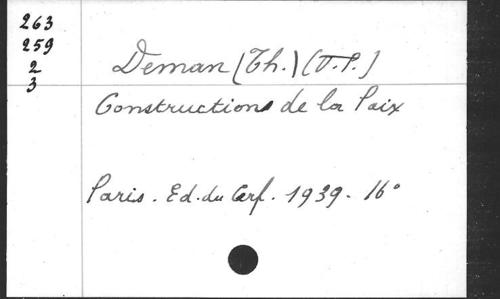 263
259
2
3
Deman (Th.) (O.P.)
Constructions de la Paix
Paris. Ed. du Cerf. 1939. 16°